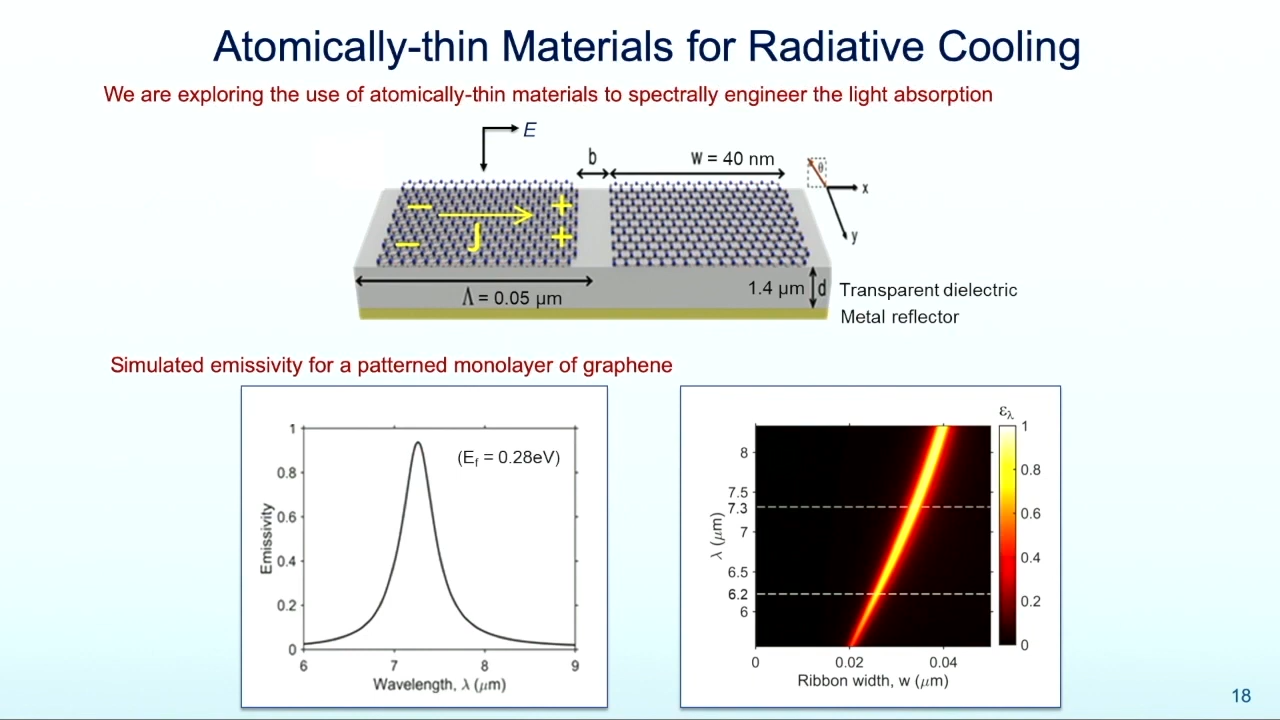 Atomically-thin Materials for Radiative Cooling
We are exploring the use of atomically-thin materials to spectrally engineer the light absorption
E
b
w = 40 nm
θ
x
y
− + J − +
Λ = 0.05 μm
1.4 μm d
Transparent dielectric
Metal reflector
Simulated emissivity for a patterned monolayer of graphene
1
0.8
0.6
0.4
0.2
0
Emissivity
(Ef = 0.28eV)
6 7 8 9
Wavelength, λ (μm)
ελ
8
7.5
7.3
7
6.5
6.2
6
λ (μm)
0 0.02 0.04
Ribbon width, w (μm)
1
0.8
0.6
0.4
0.2
0
18